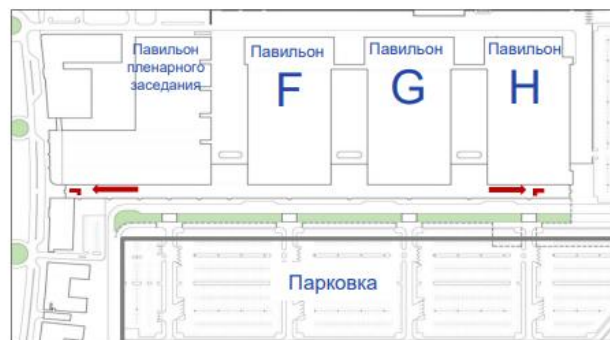 Павильон
пленарного
заседания
Павильон
F
Павильон
G
Павильон
H
Парковка